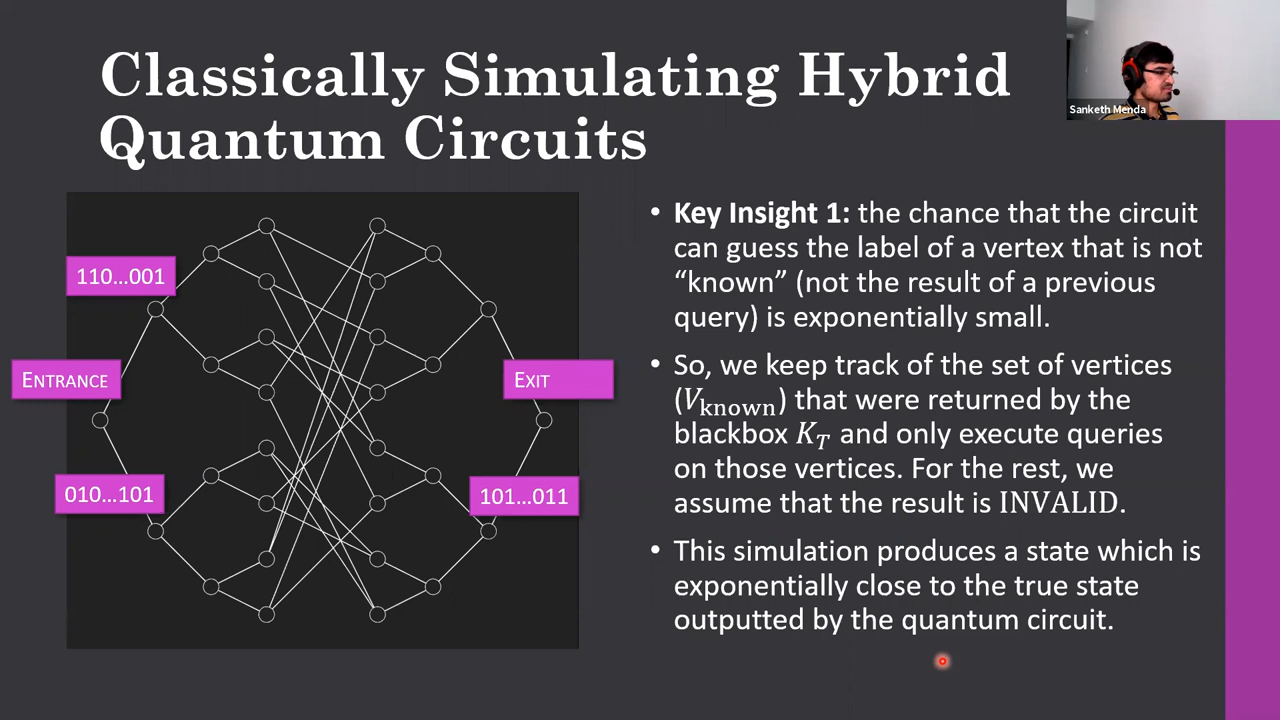 Classically Simulating Hybrid
Quantum Circuits
Sanketh Menda
110...001
ENTRANCE
010...101
EXIT
101...011
• Key Insight 1: the chance that the circuit
can guess the label of a vertex that is not
“known” (not the result of a previous
query) is exponentially small.
• So, we keep track of the set of vertices
(V_known) that were returned by the
blackbox K_T and only execute queries
on those vertices. For the rest, we
assume that the result is INVALID.
• This simulation produces a state which is
exponentially close to the true state
outputted by the quantum circuit.